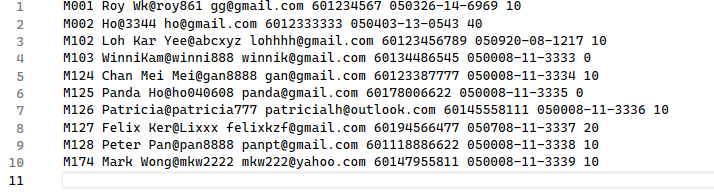 1 M001 Roy Wk@roy861 gg@gmail.com 601234567 050326-14-6969 10
2 M002 Ho@3344 ho@gmail.com 6012333333 050403-13-0543 40
3 M102 Loh Kar Yee@abcxyz lohhhh@gmail.com 60123456789 050920-08-1217 10
4 M103 WinniKam@winni888 winnik@gmail.com 60134486545 050008-11-3333 0
5 M124 Chan Mei Mei@gan8888 gan@gmail.com 60123387777 050008-11-3334 10
6 M125 Panda Ho@ho040608 panda@gmail.com 60178006622 050008-11-3335 0
7 M126 Patricia@patricia777 patricialh@outlook.com 60145558111 050008-11-3336 10
8 M127 Felix Ker@Lixxx felixkzf@gmail.com 60194566477 050708-11-3337 20
9 M128 Peter Pan@pan8888 panpt@gmail.com 601118886622 050008-11-3338 10
10 M174 Mark Wong@mkw2222 mkw222@yahoo.com 60147955811 050008-11-3339 10
11